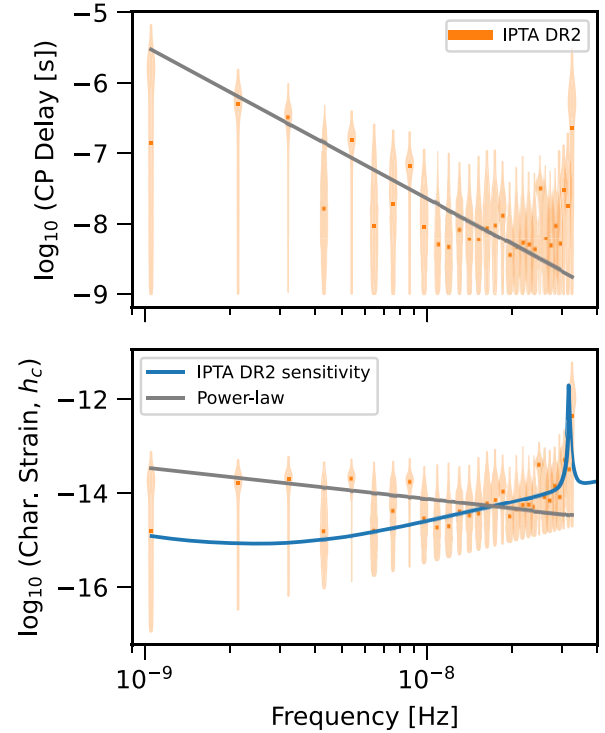 −5
−6
−7
−8
−9
log₁₀ (CP Delay [s])
IPTA DR2
−12
−14
−16
log₁₀ (Char. Strain, h_c)
IPTA DR2 sensitivity
Power-law
10⁻⁹
10⁻⁸
Frequency [Hz]